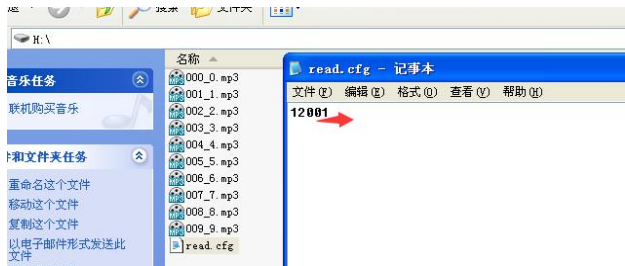 搜索 文件夹
H:\
名称
音乐任务
联机购买音乐
和文件夹任务
重命名这个文件
移动这个文件
复制这个文件
以电子邮件形式发送此
文件
000_0.mp3
001_1.mp3
002_2.mp3
003_3.mp3
004_4.mp3
005_5.mp3
006_6.mp3
007_7.mp3
008_8.mp3
009_9.mp3
read.cfg
read.cfg - 记事本
文件(F) 编辑(E) 格式(O) 查看(V) 帮助(H)
12001